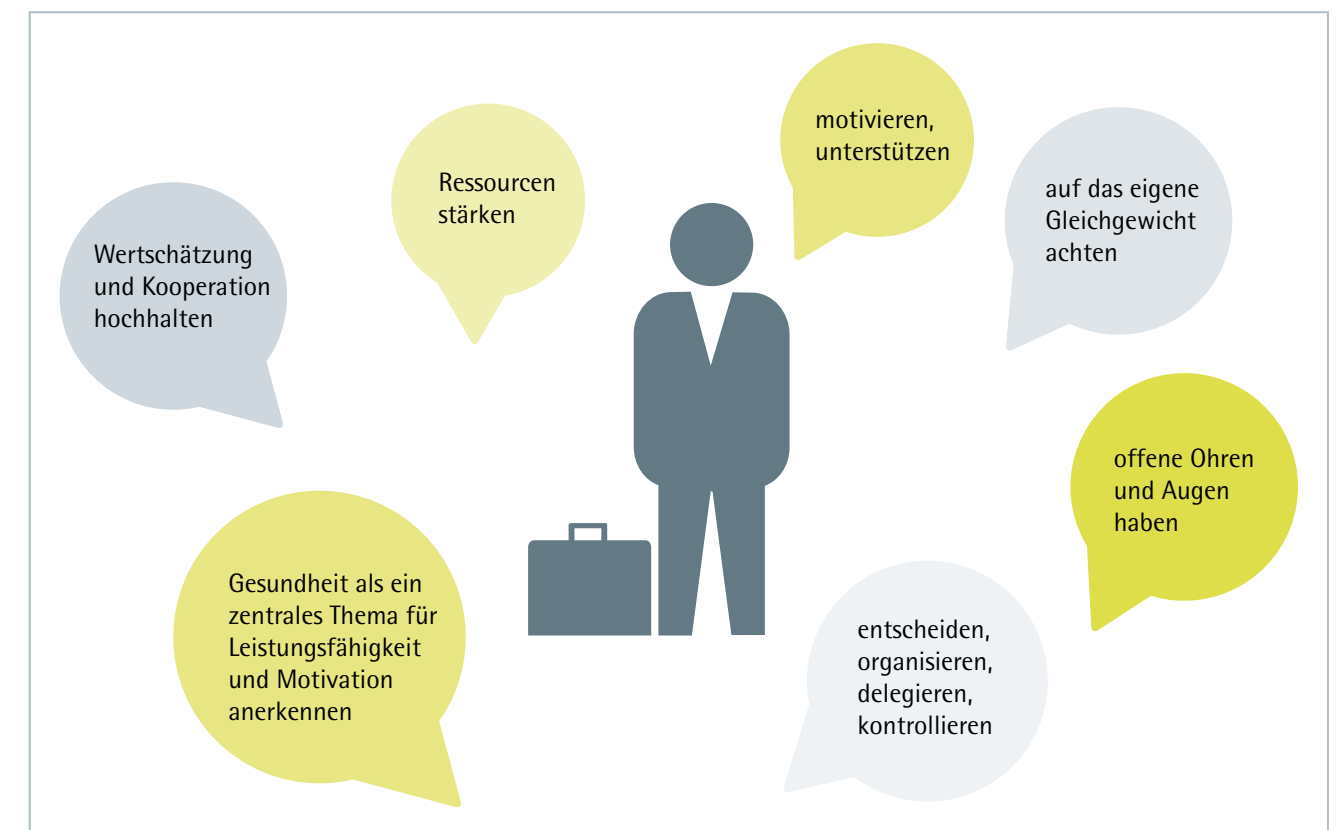 motivieren,
unterstützen
Ressourcen
stärken
auf das eigene
Gleichgewicht
achten
Wertschätzung
und Kooperation
hochhalten
offene Ohren
und Augen
haben
Gesundheit als ein
zentrales Thema für
Leistungsfähigkeit
und Motivation
anerkennen
entscheiden,
organisieren,
delegieren,
kontrollieren